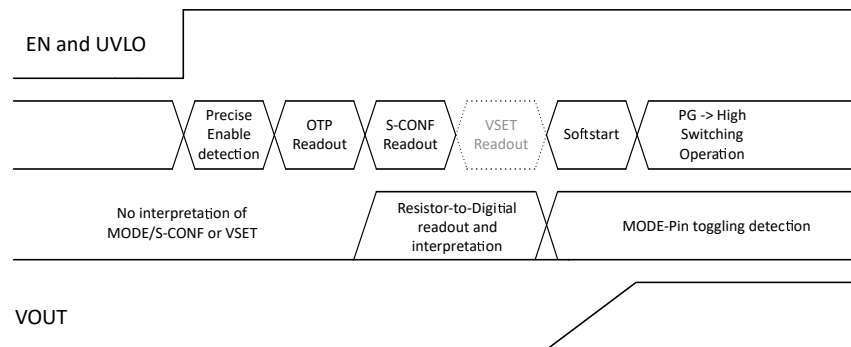 EN and UVLO
Precise
Enable
detection
OTP
Readout
S-CONF
Readout
VSET
Readout
Softstart
PG -> High
Switching
Operation
No interpretation of
MODE/S-CONF or VSET
Resistor-to-Digital
readout and
interpretation
MODE-Pin toggling detection
VOUT